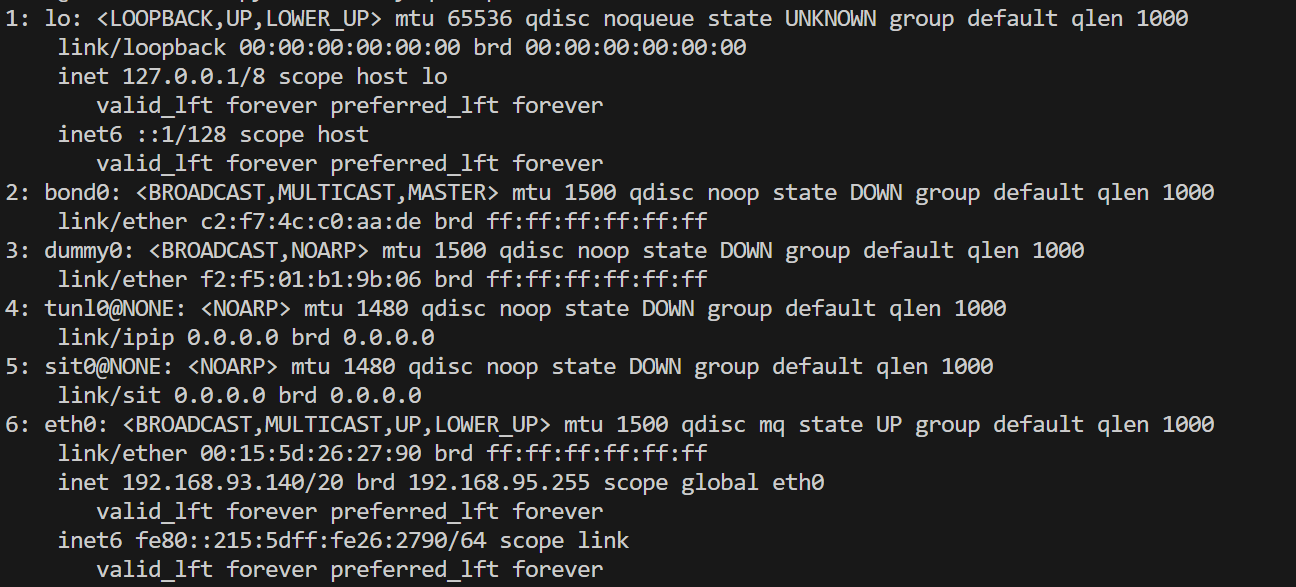 1: lo: <LOOPBACK,UP,LOWER_UP> mtu 65536 qdisc noqueue state UNKNOWN group default qlen 1000
    link/loopback 00:00:00:00:00:00 brd 00:00:00:00:00:00
    inet 127.0.0.1/8 scope host lo
       valid_lft forever preferred_lft forever
    inet6 ::1/128 scope host
       valid_lft forever preferred_lft forever
2: bond0: <BROADCAST,MULTICAST,MASTER> mtu 1500 qdisc noop state DOWN group default qlen 1000
    link/ether c2:f7:4c:c0:aa:de brd ff:ff:ff:ff:ff:ff
3: dummy0: <BROADCAST,NOARP> mtu 1500 qdisc noop state DOWN group default qlen 1000
    link/ether f2:f5:01:b1:9b:06 brd ff:ff:ff:ff:ff:ff
4: tunl0@NONE: <NOARP> mtu 1480 qdisc noop state DOWN group default qlen 1000
    link/ipip 0.0.0.0 brd 0.0.0.0
5: sit0@NONE: <NOARP> mtu 1480 qdisc noop state DOWN group default qlen 1000
    link/sit 0.0.0.0 brd 0.0.0.0
6: eth0: <BROADCAST,MULTICAST,UP,LOWER_UP> mtu 1500 qdisc mq state UP group default qlen 1000
    link/ether 00:15:5d:26:27:90 brd ff:ff:ff:ff:ff:ff
    inet 192.168.93.140/20 brd 192.168.95.255 scope global eth0
       valid_lft forever preferred_lft forever
    inet6 fe80::215:5dff:fe26:2790/64 scope link
       valid_lft forever preferred_lft forever